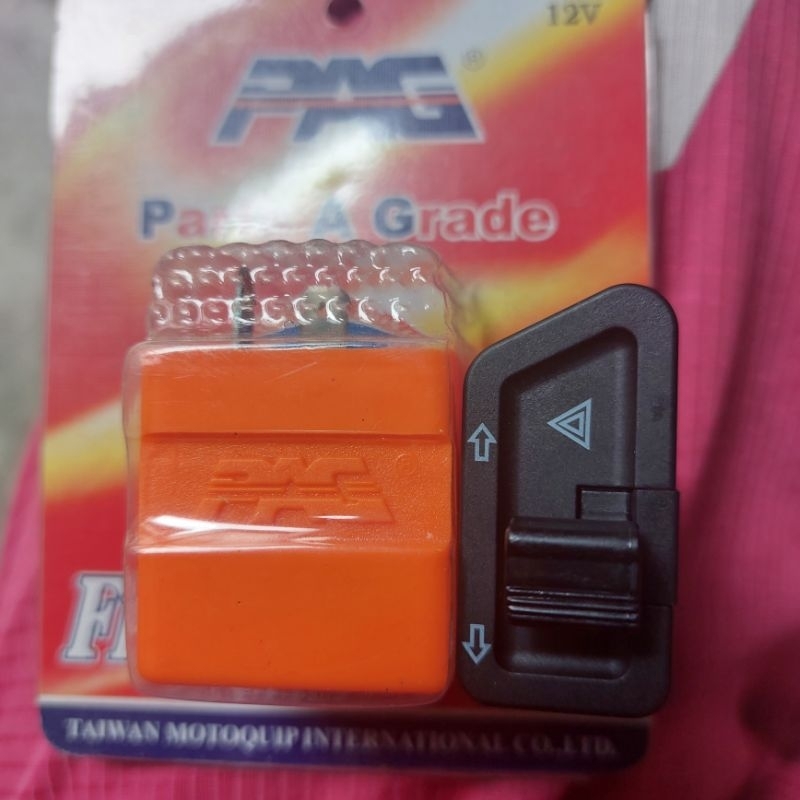 12V
PAG®
A Grade
PAG®
TAIWAN MOTOQUIP INTERNATIONAL CO.,LTD.